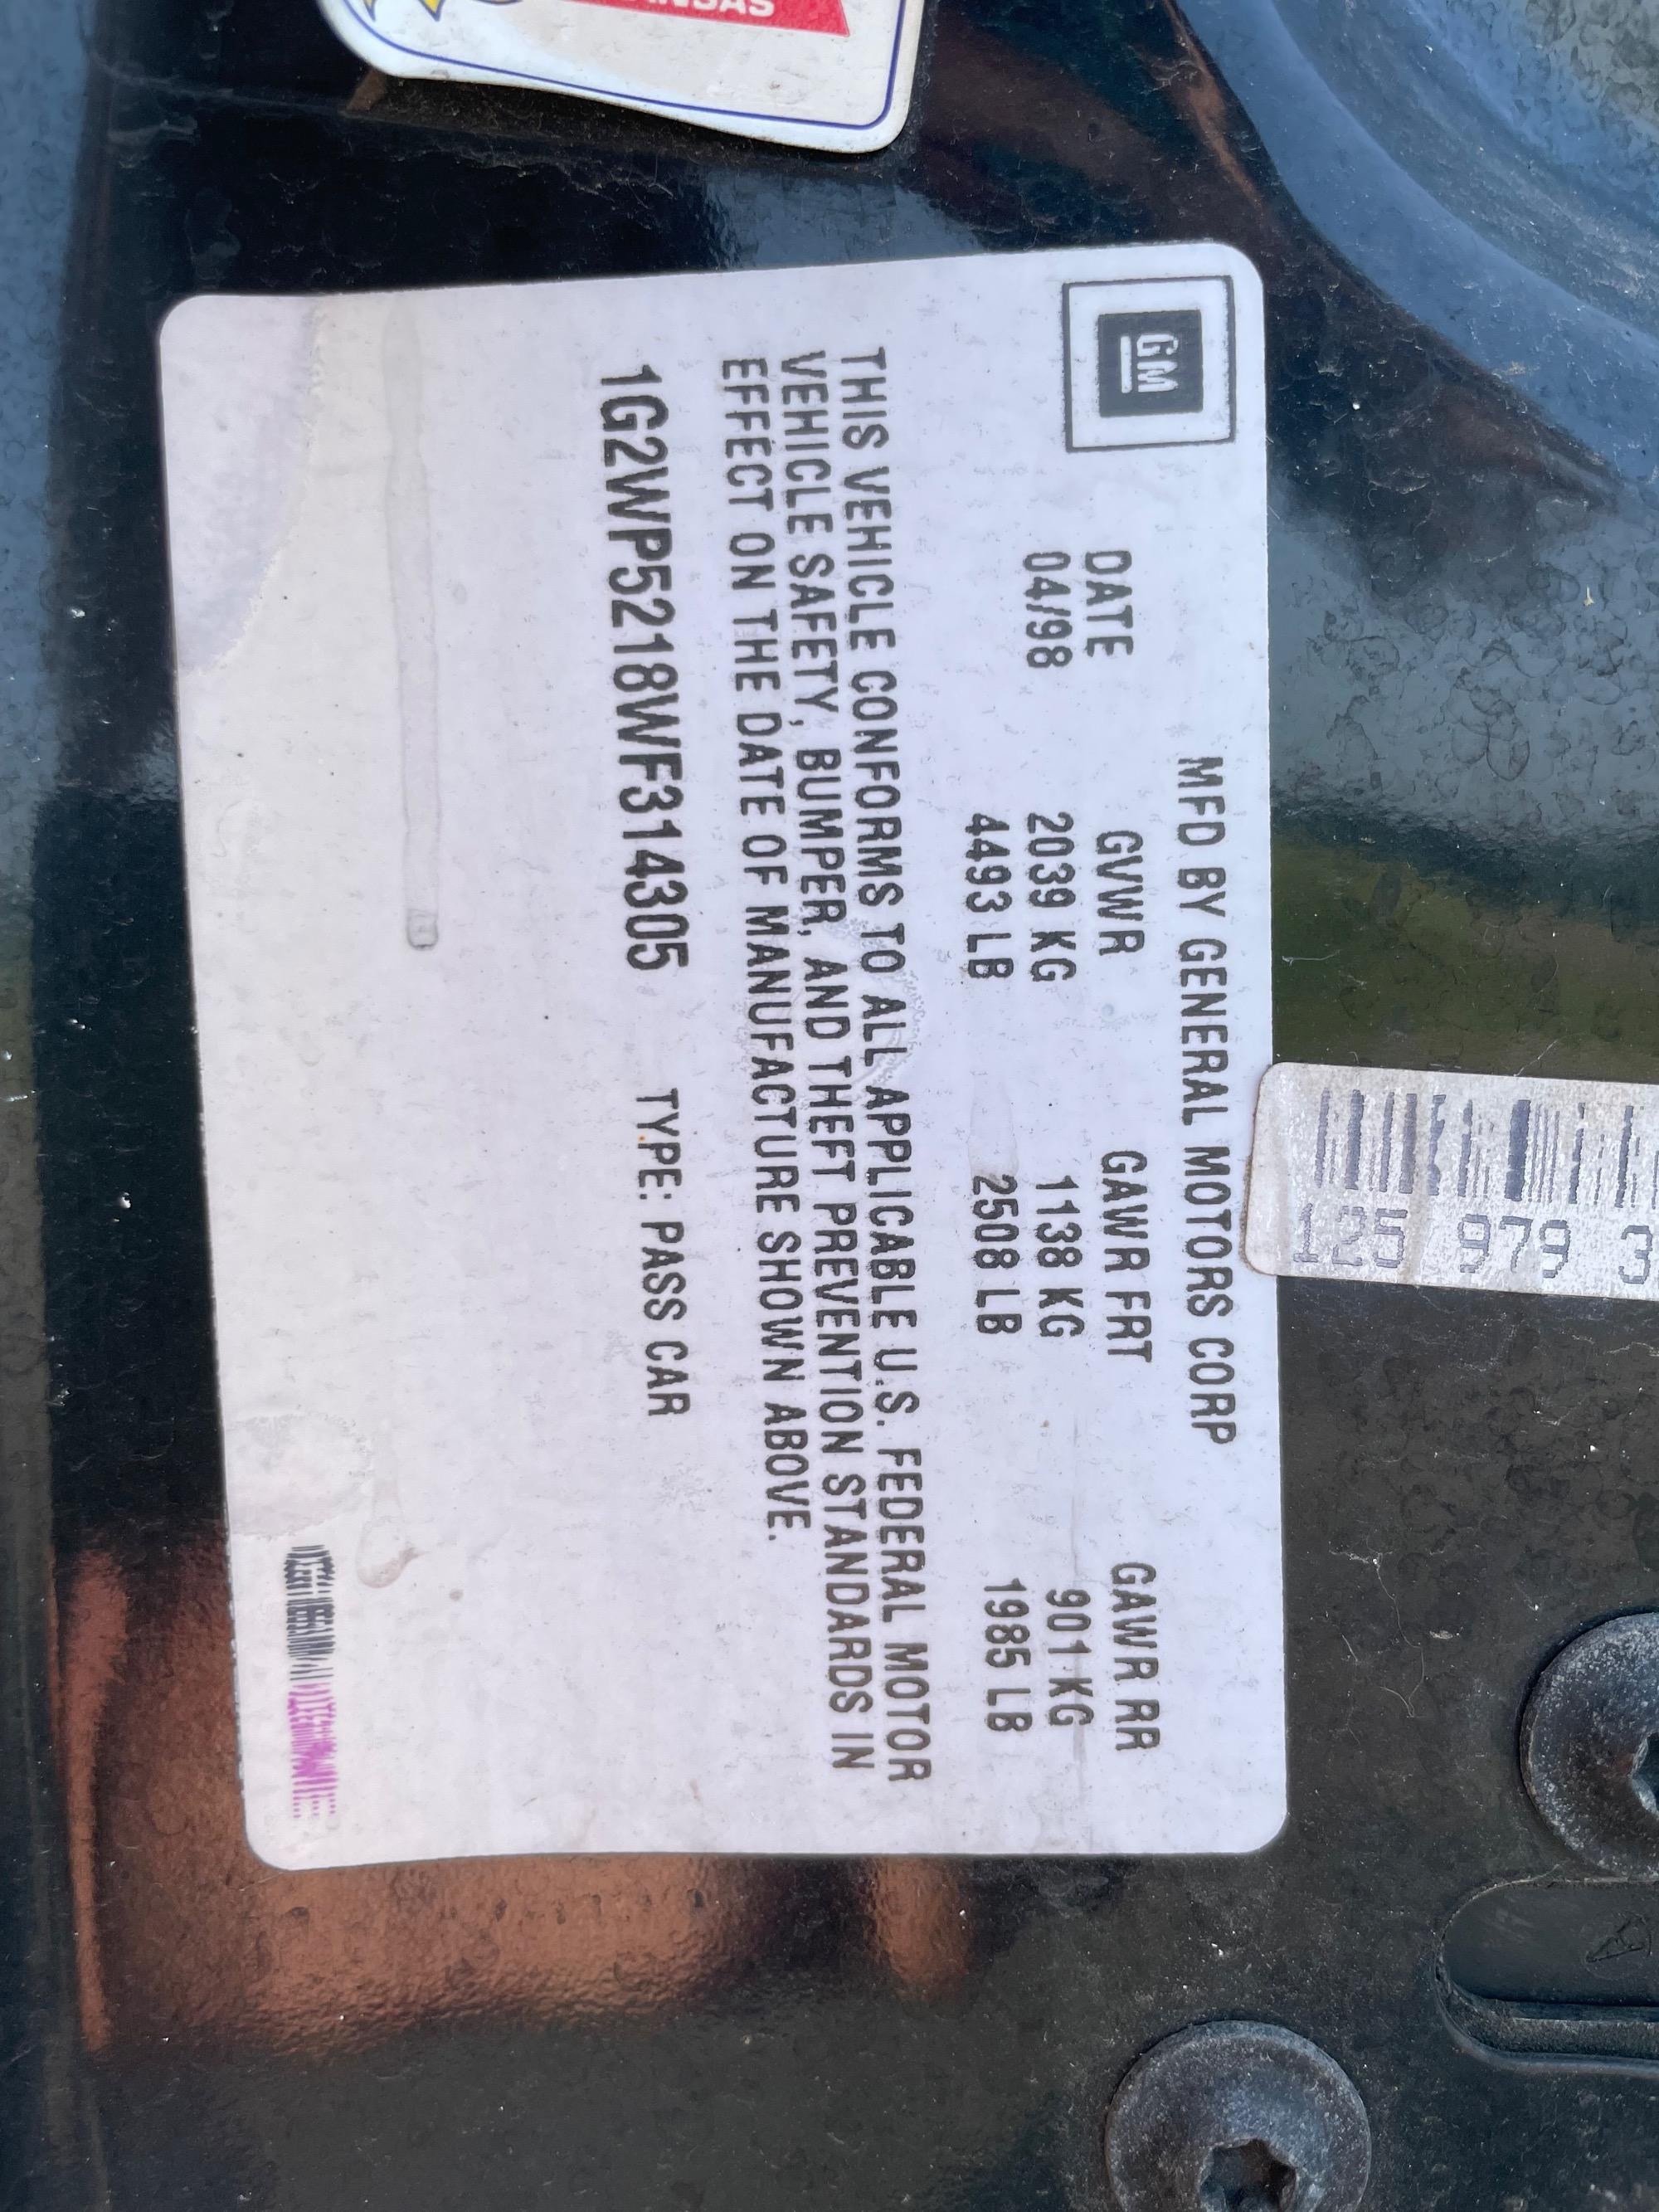 NSAS
GM
MFD BY GENERAL MOTORS CORP
DATE GVWR GAWR FRT GAWR RR
04/98 2039 KG 1138 KG 901 KG
4493 LB 2508 LB 1985 LB
THIS VEHICLE CONFORMS TO ALL APPLICABLE U.S. FEDERAL MOTOR
VEHICLE SAFETY, BUMPER, AND THEFT PREVENTION STANDARDS IN
EFFECT ON THE DATE OF MANUFACTURE SHOWN ABOVE.
1G2WP5218WF314305 TYPE: PASS CAR
125 979 3